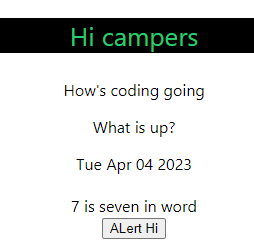 Hi campers
How's coding going
What is up?
Tue Apr 04 2023
7 is seven in word
ALert Hi